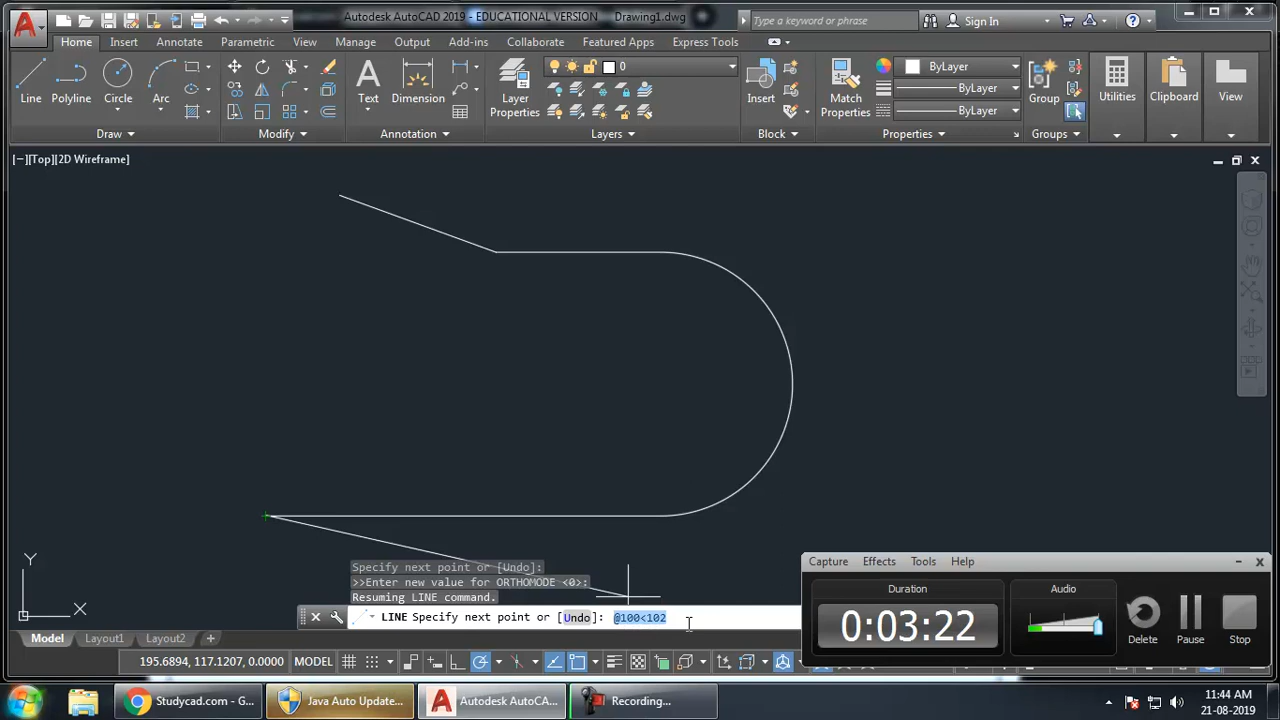 Autodesk AutoCAD 2019 - EDUCATIONAL VERSION Drawing1.dwg
Type a keyword or phrase
Sign In
Home Insert Annotate Parametric View Manage Output Add-ins Collaborate Featured Apps Express Tools
Line Polyline Circle Arc
Text Dimension
Layer Properties
0
Insert
Match Properties
ByLayer
ByLayer
ByLayer
Group
Utilities
Clipboard
View
Draw Modify Annotation Layers Block Properties Groups
[−][Top][2D Wireframe]
Y
X
Specify next point or [Undo]:
>>Enter new value for ORTHOMODE <0>:
Resuming LINE command.
LINE Specify next point or [Undo]: @100<102
Capture Effects Tools Help
Duration
Audio
0:03:22
Delete Pause Stop
Model Layout1 Layout2 +
195.6894, 117.1207, 0.0000 MODEL
Studycad.com - G...
Java Auto Update...
Autodesk AutoCA...
Recording...
11:44 AM
21-08-2019